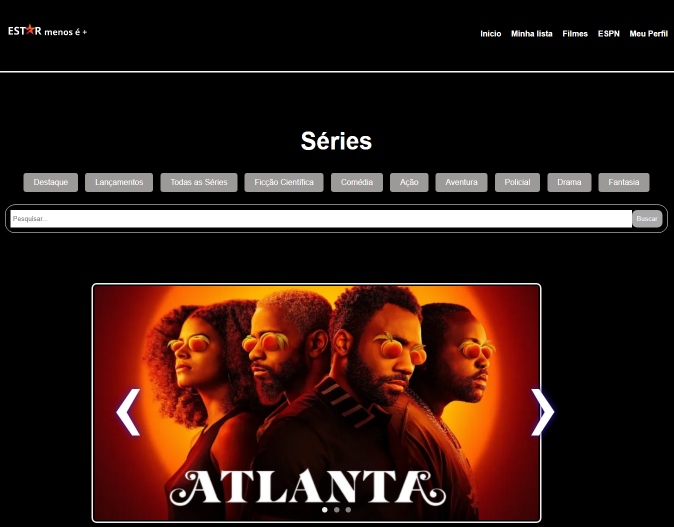 EST★R menos é +
Inicio Minha lista Filmes ESPN Meu Perfil
Séries
Destaque Lançamentos Todas as Séries Ficção Científica Comédia Ação Aventura Policial Drama Fantasia
Pesquisar... Buscar
ATLANTA